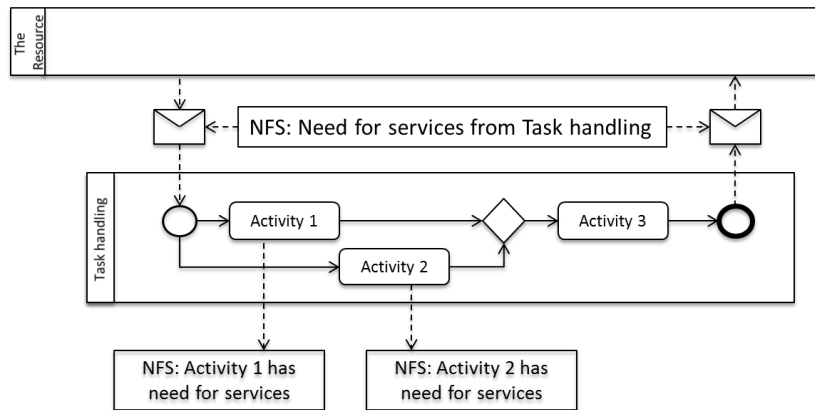 The
Resource
NFS: Need for services from Task handling
Task handling
Activity 1
Activity 3
Activity 2
NFS: Activity 1 has
need for services
NFS: Activity 2 has
need for services